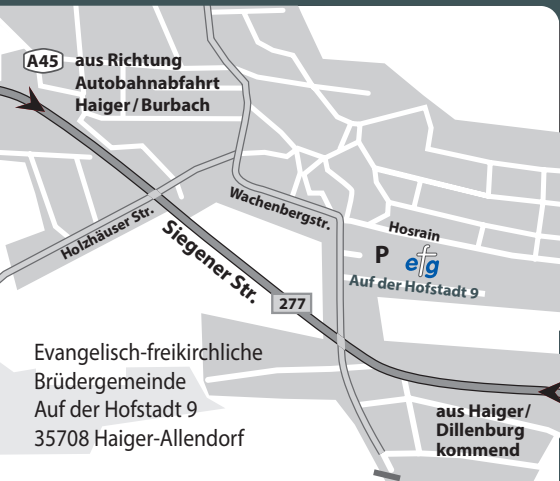 A45 aus Richtung
Autobahnabfahrt
Haiger / Burbach
Wachenbergstr.
Holzhäuser Str.
Siegener Str.
Hosrain
P efg
Auf der Hofstadt 9
277
Evangelisch-freikirchliche
Brüdergemeinde
Auf der Hofstadt 9
35708 Haiger-Allendorf
aus Haiger/
Dillenburg
kommend